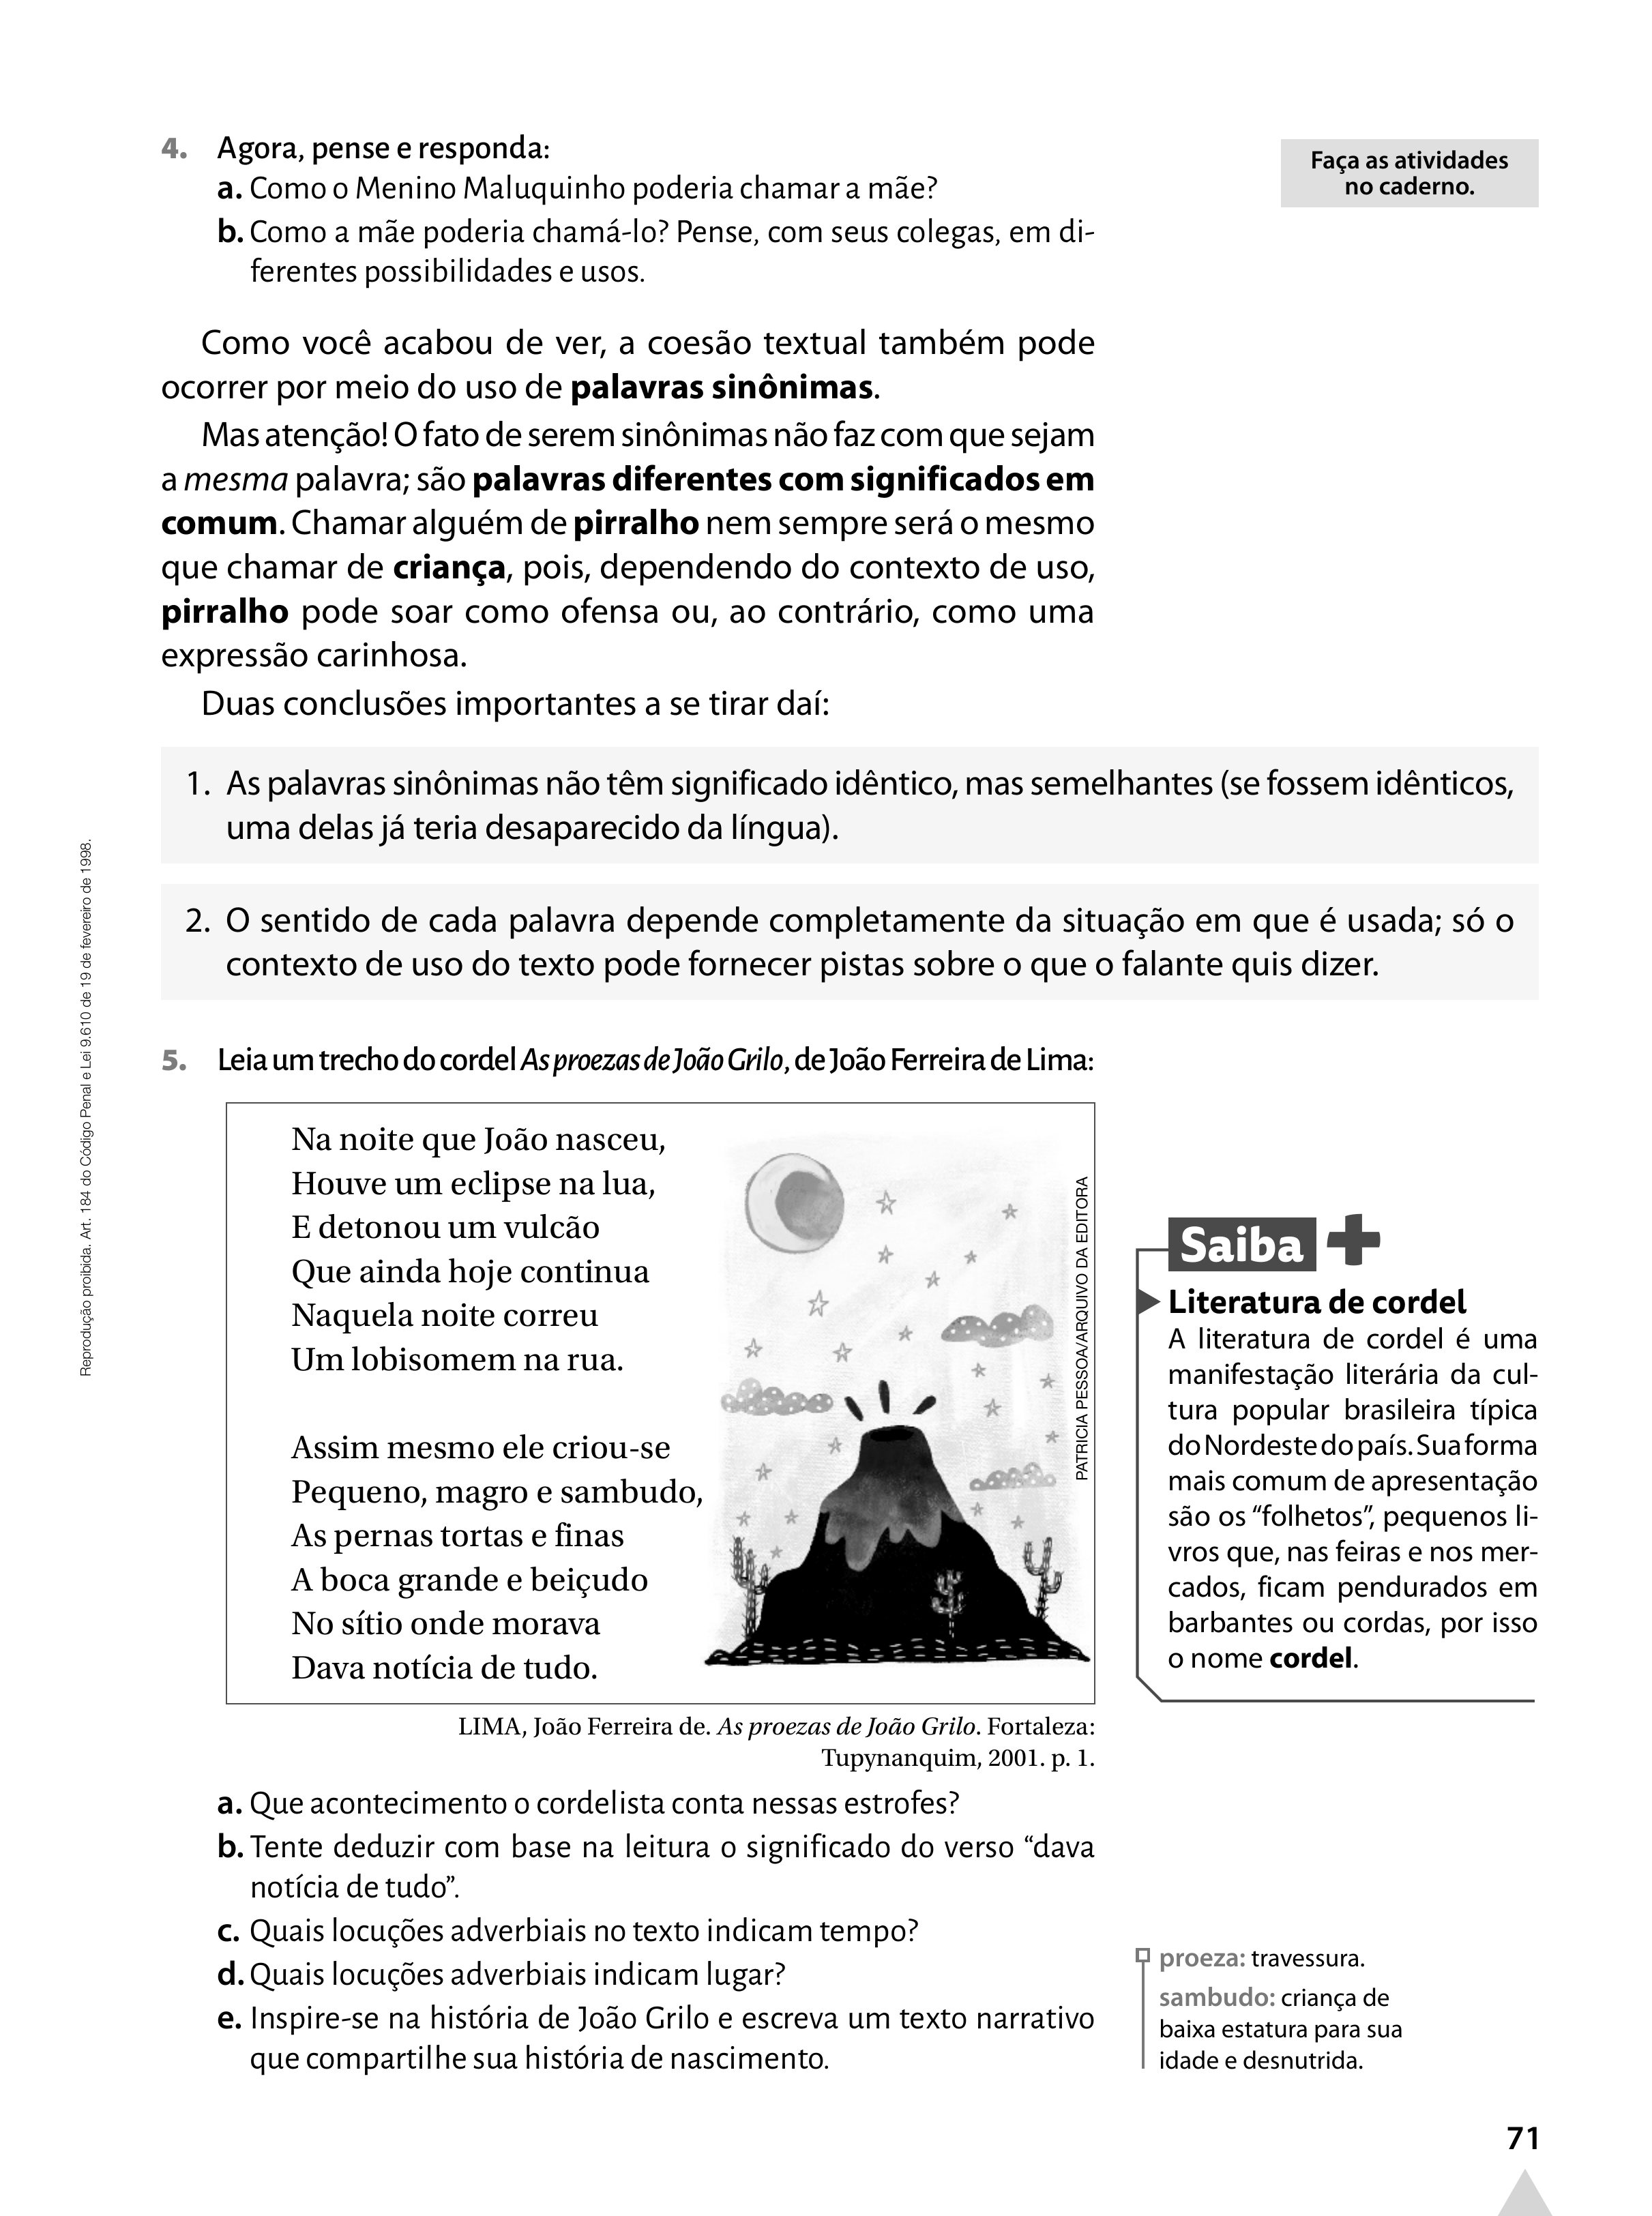 4. Agora, pense e responda:
a. Como o Menino Maluquinho poderia chamar a mãe?
b. Como a mãe poderia chamá-lo? Pense, com seus colegas, em di-
ferentes possibilidades e usos.
Faça as atividades
no caderno.
Como você acabou de ver, a coesão textual também pode
ocorrer por meio do uso de palavras sinônimas.
Mas atenção! O fato de serem sinônimas não faz com que sejam
a mesma palavra; são palavras diferentes com significados em
comum. Chamar alguém de pirralho nem sempre será o mesmo
que chamar de criança, pois, dependendo do contexto de uso,
pirralho pode soar como ofensa ou, ao contrário, como uma
expressão carinhosa.
Duas conclusões importantes a se tirar daí:
1. As palavras sinônimas não têm significado idêntico, mas semelhantes (se fossem idênticos,
uma delas já teria desaparecido da língua).
2. O sentido de cada palavra depende completamente da situação em que é usada; só o
contexto de uso do texto pode fornecer pistas sobre o que o falante quis dizer.
Reprodução proibida. Art. 184 do Código Penal e Lei 9.610 de 19 de fevereiro de 1998.
5. Leia um trecho do cordel As proezas de João Grilo, de João Ferreira de Lima:
Na noite que João nasceu,
Houve um eclipse na lua,
E detonou um vulcão
Que ainda hoje continua
Naquela noite correu
Um lobisomem na rua.
Assim mesmo ele criou-se
Pequeno, magro e sambudo,
As pernas tortas e finas
A boca grande e beiçudo
No sítio onde morava
Dava notícia de tudo.
PATRICIA PESSOA/ARQUIVO DA EDITORA
LIMA, João Ferreira de. As proezas de João Grilo. Fortaleza:
Tupynanquim, 2001. p. 1.
Saiba +
Literatura de cordel
A literatura de cordel é uma
manifestação literária da cul-
tura popular brasileira típica
do Nordeste do país. Sua forma
mais comum de apresentação
são os “folhetos”, pequenos li-
vros que, nas feiras e nos mer-
cados, ficam pendurados em
barbantes ou cordas, por isso
o nome cordel.
a. Que acontecimento o cordelista conta nessas estrofes?
b. Tente deduzir com base na leitura o significado do verso “dava
notícia de tudo”.
c. Quais locuções adverbiais no texto indicam tempo?
d. Quais locuções adverbiais indicam lugar?
e. Inspire-se na história de João Grilo e escreva um texto narrativo
que compartilhe sua história de nascimento.
proeza: travessura.
sambudo: criança de
baixa estatura para sua
idade e desnutrida.
71